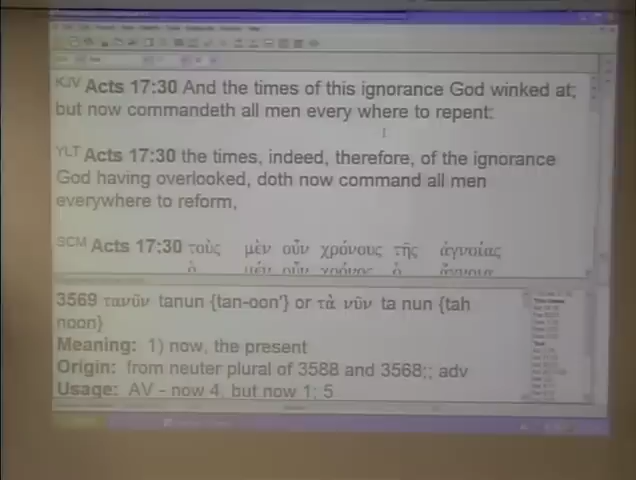 KJV Acts 17:30 And the times of this ignorance God winked at;
but now commandeth all men every where to repent:
YLT Acts 17:30 the times, indeed, therefore, of the ignorance
God having overlooked, doth now command all men
everywhere to reform,
SCM Acts 17:30 τοὺς μὲν οὖν χρόνους τῆς ἀγνοίας
ὁ μέν οὖν χρόνος ὁ ἄγνοια
3569 τανῦν tanun {tan-oon'} or τὰ νῦν ta nun {tah
noon}
Meaning: 1) now, the present
Origin: from neuter plural of 3588 and 3568;; adv
Usage: AV - now 4, but now 1; 5